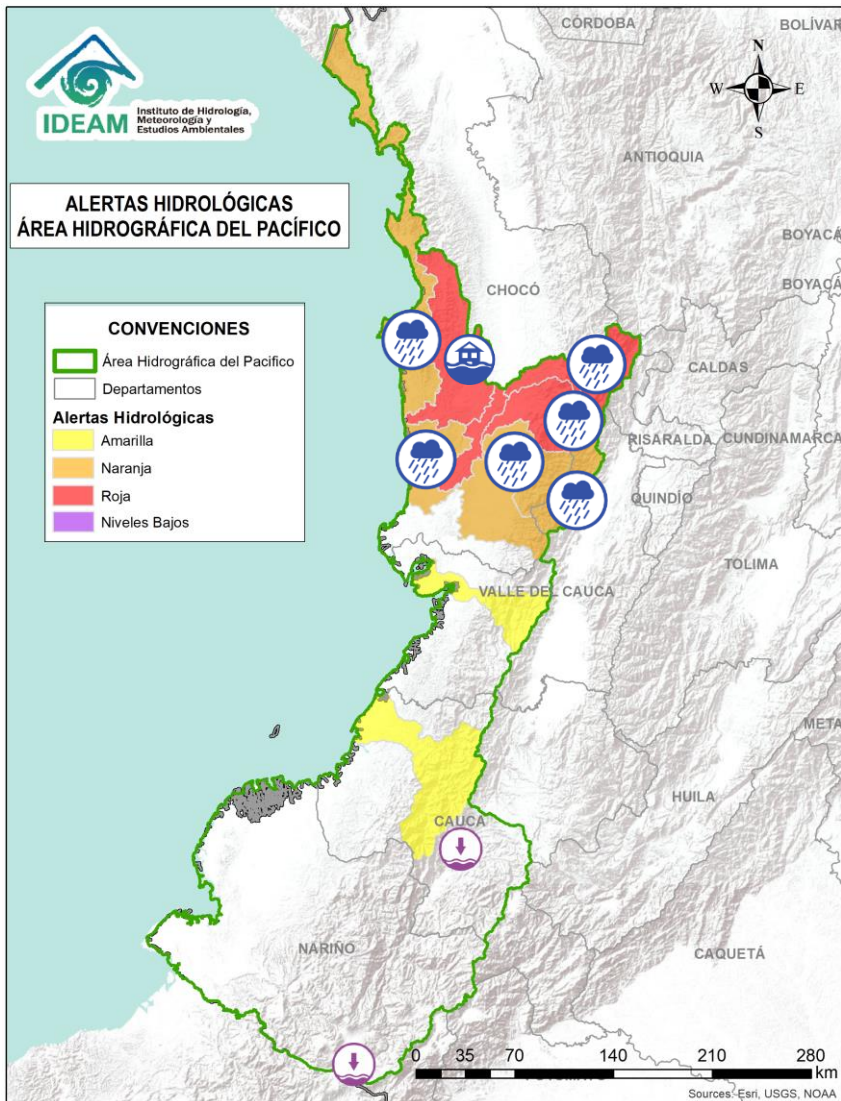 IDEAM
Instituto de Hidrología,
Meteorología y
Estudios Ambientales
ALERTAS HIDROLÓGICAS
ÁREA HIDROGRÁFICA DEL PACÍFICO
CONVENCIONES
Área Hidrográfica del Pacifico
Departamentos
Alertas Hidrológicas
Amarilla
Naranja
Roja
Niveles Bajos
CÓRDOBA
BOLÍVAR
N
W
E
S
ANTIOQUIA
BOYACÁ
BOYACÁ
CHOCÓ
CALDAS
RISARALDA
CUNDINAMARCA
QUINDÍO
TOLIMA
VALLE DEL CAUCA
META
HUILA
CAUCA
NARIÑO
CAQUETÁ
0 35 70 140 210 280
km
Sources: Esri, USGS, NOAA